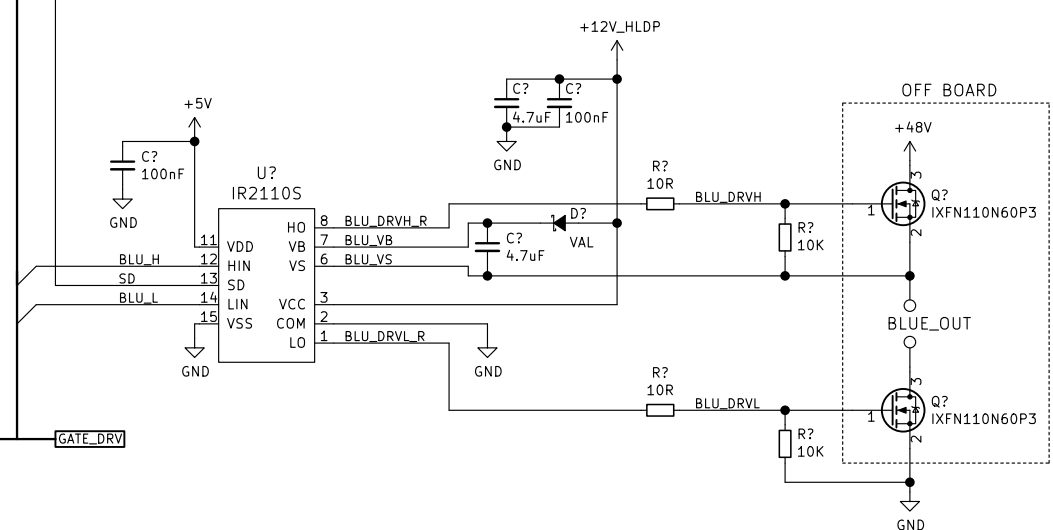 +12V_HLDP
C?
4.7uF
C?
100nF
GND
OFF BOARD
+48V
+5V
C?
100nF
GND
U?
IR2110S
R?
10R
BLU_DRVH
3
1
2
Q?
IXFN110N60P3
HO
8
BLU_DRVH_R
D?
VAL
R?
10K
11
VDD
VB
7
BLU_VB
C?
4.7uF
BLU_H
12
HIN
VS
6
BLU_VS
SD
13
SD
BLU_L
14
LIN
VCC
3
15
VSS
COM
2
BLUE_OUT
LO
1
BLU_DRVL_R
GND
GND
R?
10R
BLU_DRVL
3
1
2
Q?
IXFN110N60P3
R?
10K
GATE_DRV
GND